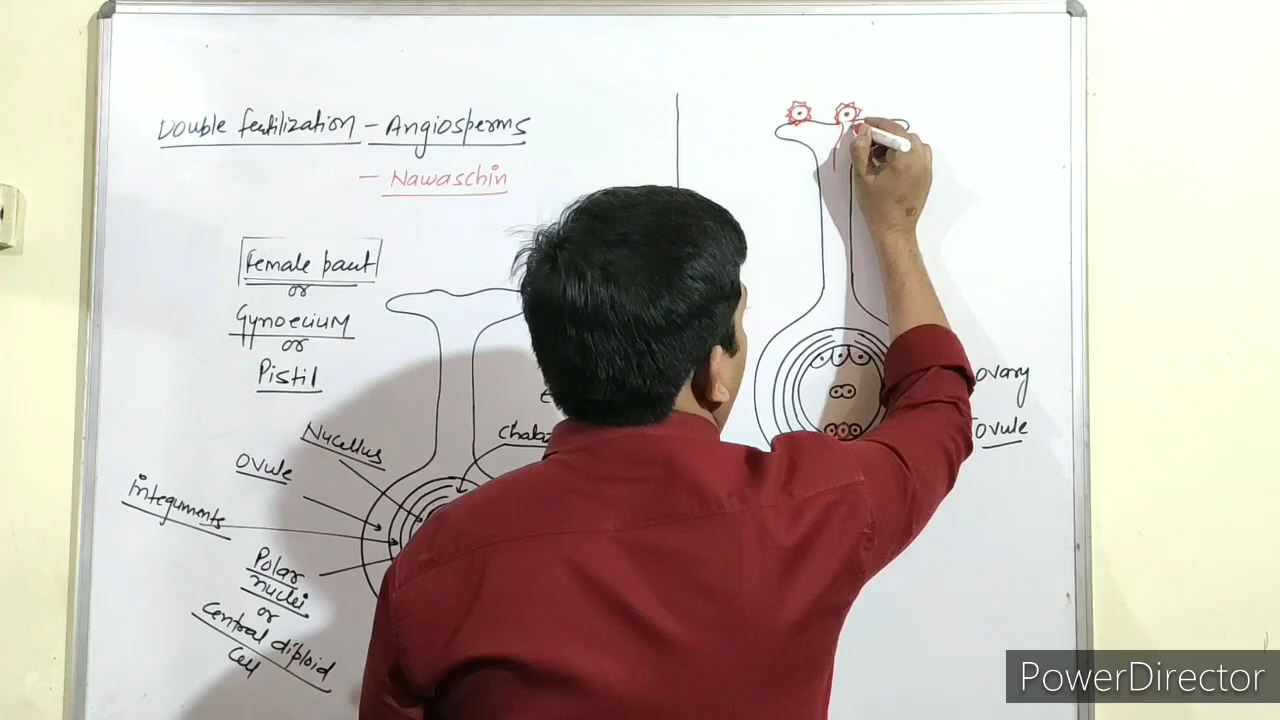 Double fertilization - Angiosperms
- Nawaschin
Female part
or
Gynoecium
or
Pistil
Nucellus
Ovule
integuments
Polar
nuclei
or
Central diploid
Cell
ovary
ovule
PowerDirector